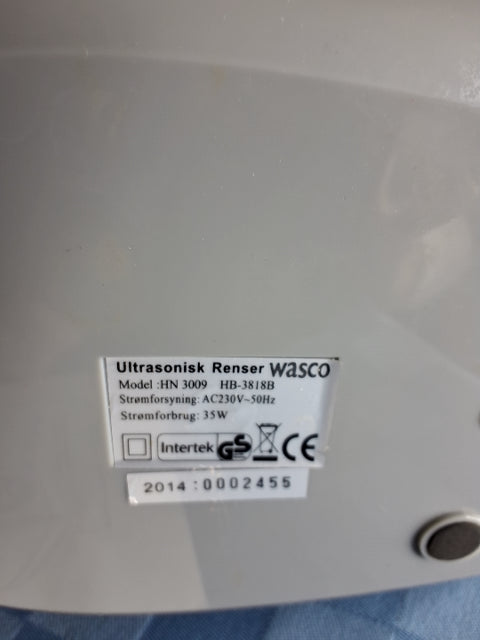 Ultrasonisk Renser wasco
Model :HN 3009 HB-3818B
Strømforsyning: AC230V~50Hz
Strømforbrug: 35W
Intertek GS CE
2014:0002455